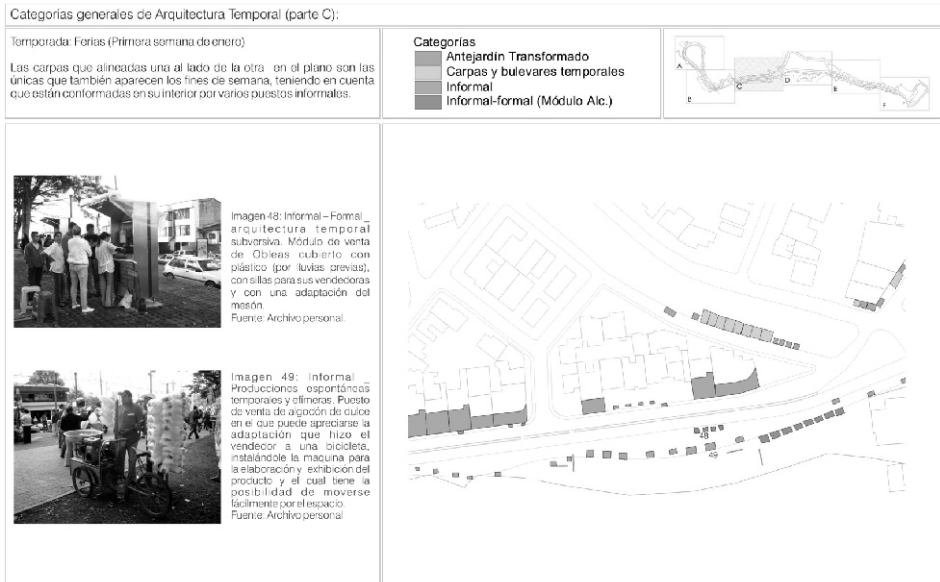 Categorías generales de Arquitectura Temporal (parte C):
Temporada: Ferias (Primera semana de enero)
Las carpas que alineadas una al lado de la otra en el plano son las
únicas que también aparecen los fines de semana, teniendo en cuenta
que están conformadas en su interior por varios puestos informales.
Categorías
Antejardín Transformado
Carpas y bulevares temporales
Informal
Informal-formal (Módulo Alc.)
A
B
C
D
E
F
Imagen 48: Informal – Formal _
arquitectura temporal
subversiva. Módulo de venta
de Obleas cubierto con
plástico (por lluvias previas),
con sillas para sus vendedoras
y con una adaptación del
mesón.
Fuente: Archivo personal.
Imagen 49: Informal _
Producciones espontáneas
temporales y efímeras. Puesto
de venta de algodón de dulce
en el que puede apreciarse la
adaptación que hizo el
vendedor a una bicicleta,
instalándole la maquina para
la elaboración y exhibición del
producto y el cual tiene la
posibilidad de moverse
fácilmente por el espacio.
Fuente: Archivo personal
48
49